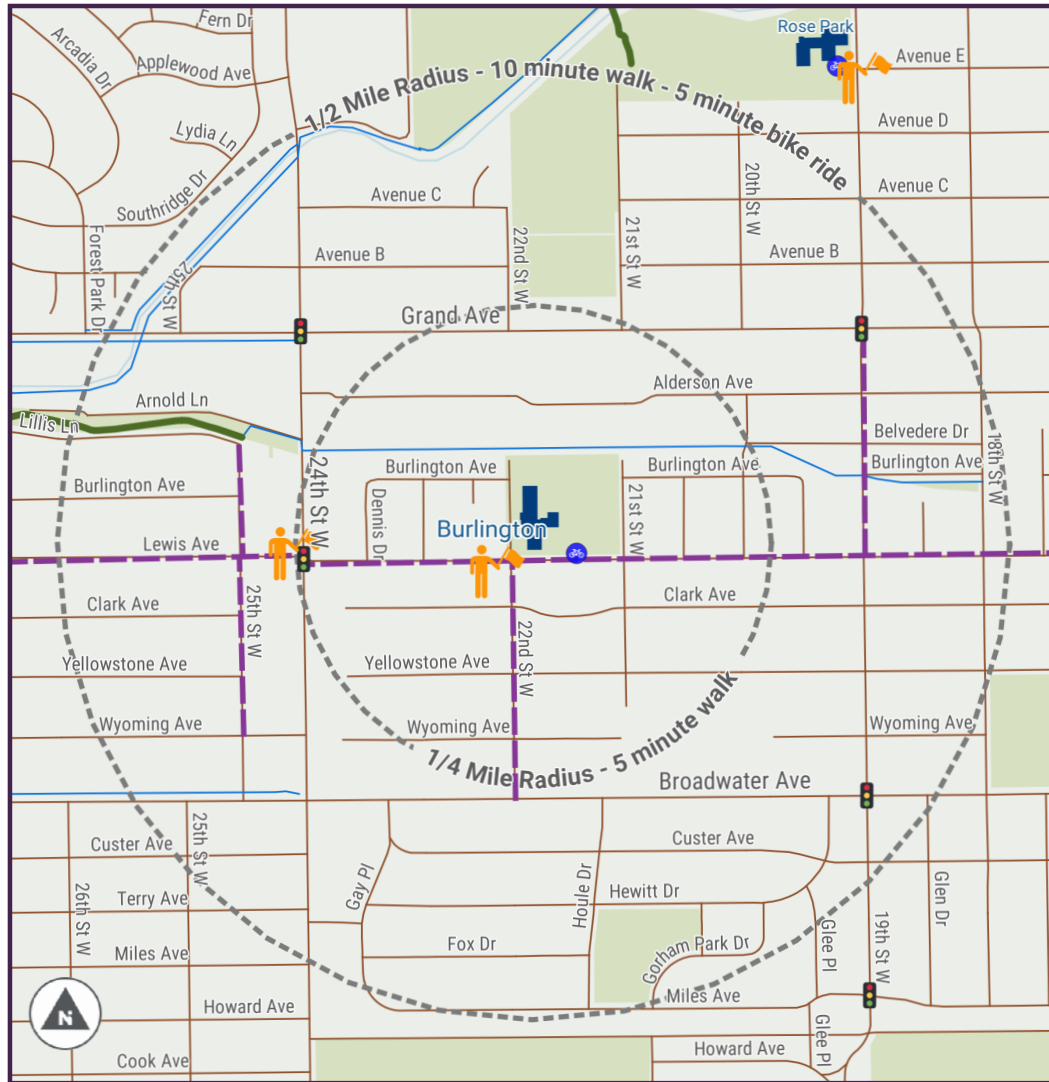 Fern Dr
Rose Park
Arcadia Dr
Applewood Ave
Avenue E
1/2 Mile Radius - 10 minute walk - 5 minute bike ride
Lydia Ln
Avenue D
Southridge Dr
Avenue C
20th St W
Avenue C
Forest Park Dr
25th St W
Avenue B
22nd St W
21st St W
Avenue B
Grand Ave
Alderson Ave
Arnold Ln
Lillis Ln
Belvedere Dr
18th St W
24th St W
Burlington Ave
Burlington Ave
Burlington Ave
Burlington Ave
Dennis Dr
21st St W
Burlington
Lewis Ave
Clark Ave
25th St W
Clark Ave
22nd St W
Yellowstone Ave
Yellowstone Ave
Wyoming Ave
Wyoming Ave
Wyoming Ave
1/4 Mile Radius - 5 minute walk
Broadwater Ave
25th St W
Custer Ave
Custer Ave
Gay Pl
Houle Dr
Hewitt Dr
Glen Dr
26th St W
Terry Ave
Miles Ave
Fox Dr
Gorham Park Dr
Glee Pl
19th St W
Miles Ave
N
Howard Ave
Glee Pl
Howard Ave
Cook Ave